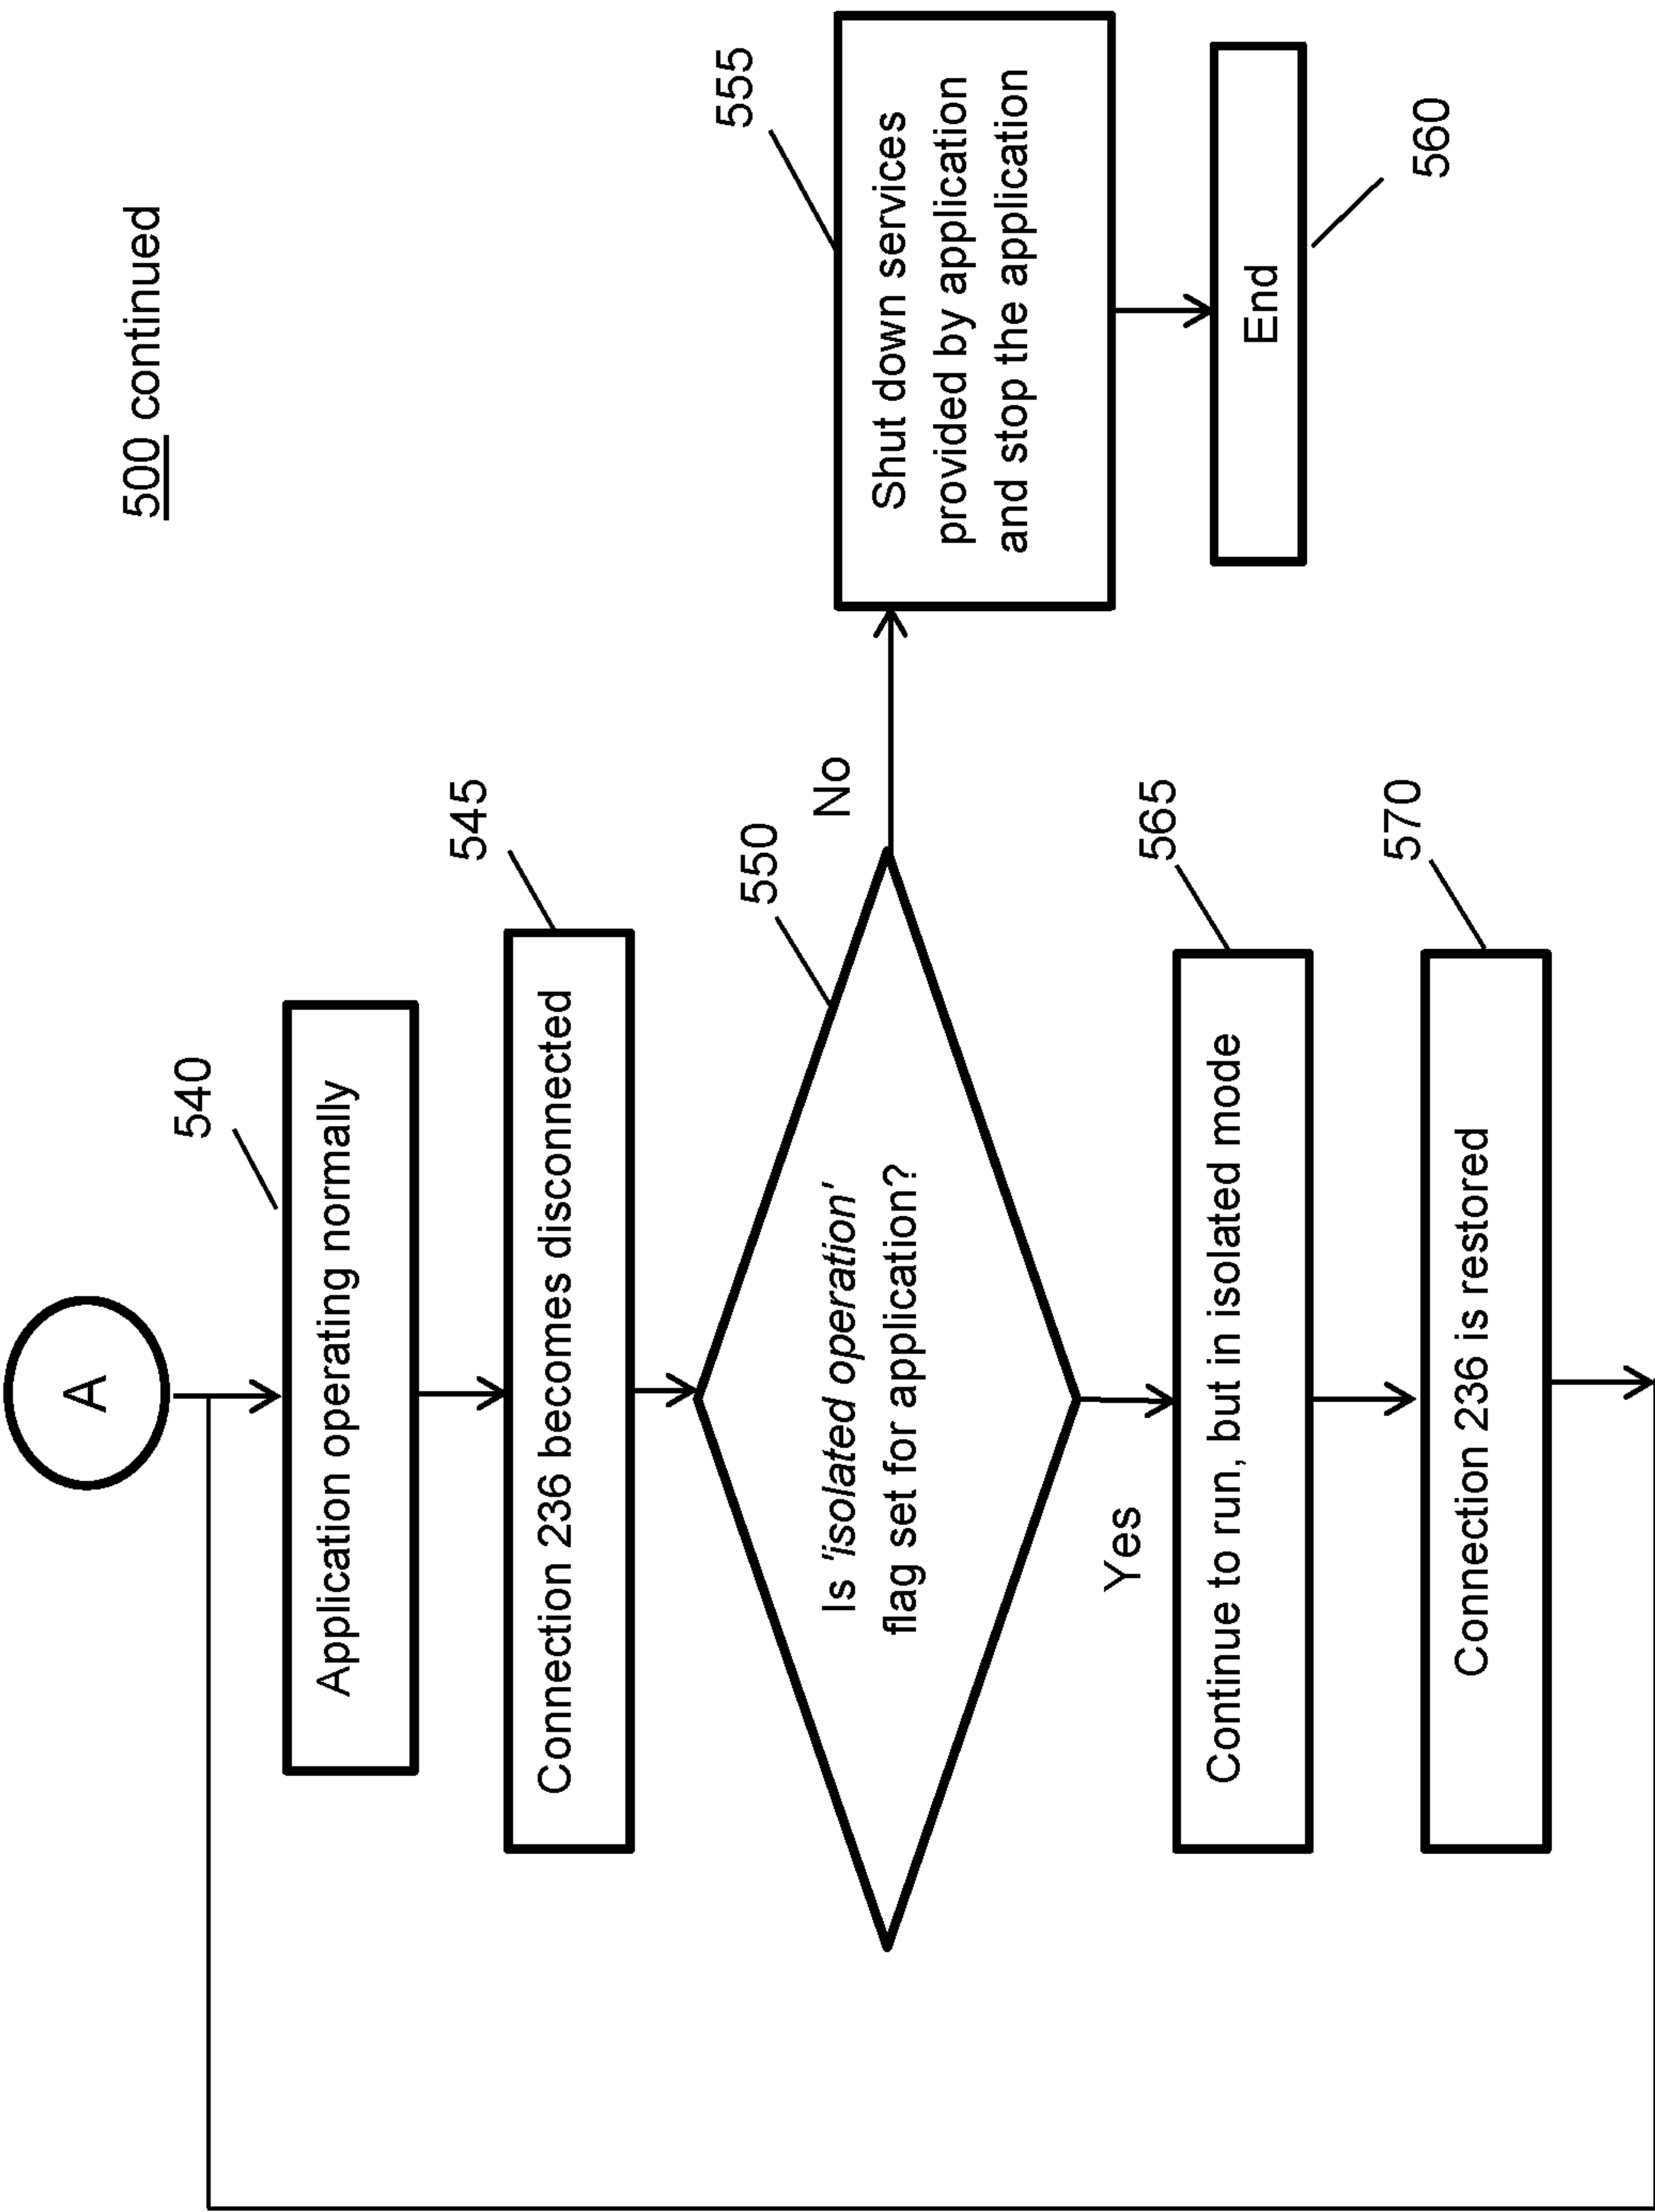 500 continued
A
540
Application operating normally
545
Connection 236 becomes disconnected
550
Is 'isolated operation'
flag set for application?
No
555
Shut down services
provided by application
and stop the application
End
560
Yes
565
Continue to run, but in isolated mode
570
Connection 236 is restored